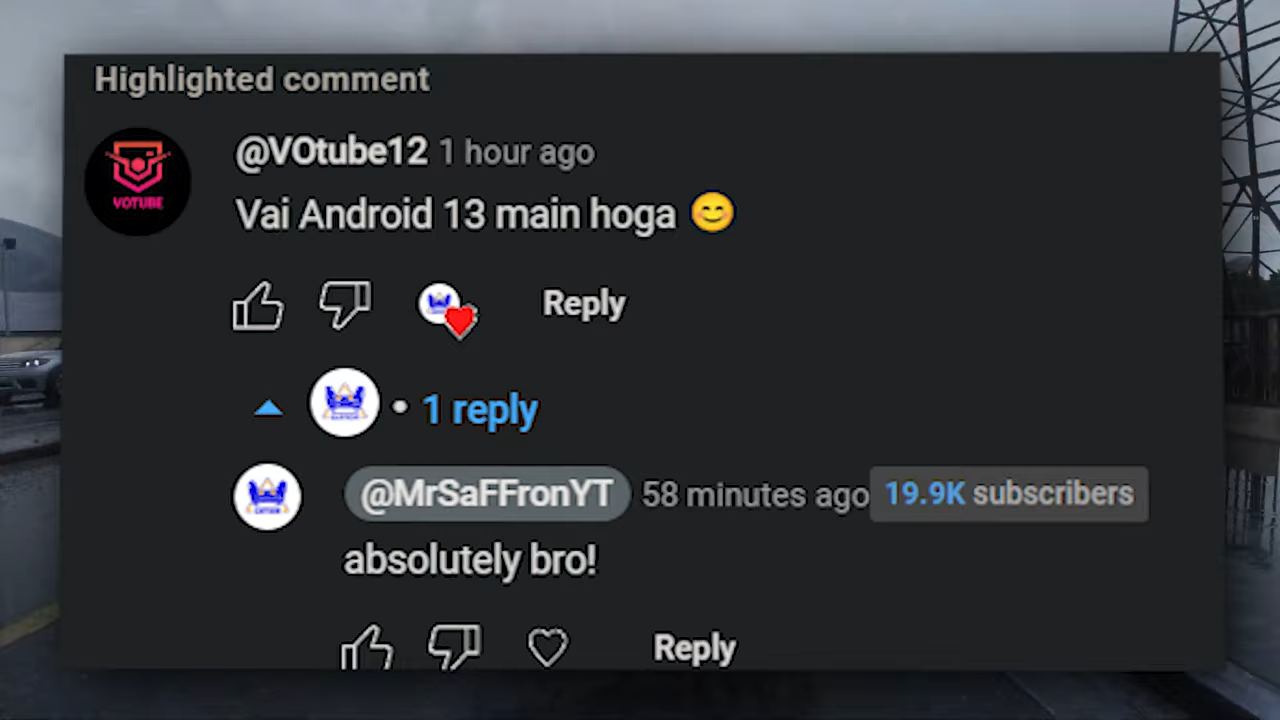 Highlighted comment
@VOtube12 1 hour ago
VOTUBE
Vai Android 13 main hoga 😊
Reply
• 1 reply
@MrSaFFronYT 58 minutes ago 19.9K subscribers
absolutely bro!
Reply